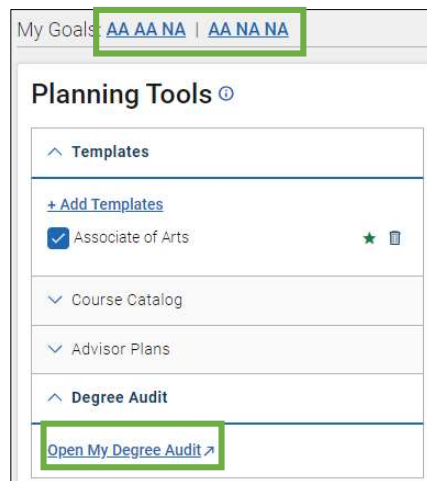 My Goals: AA AA NA | AA NA NA
Planning Tools
Templates
+ Add Templates
Associate of Arts
Course Catalog
Advisor Plans
Degree Audit
Open My Degree Audit